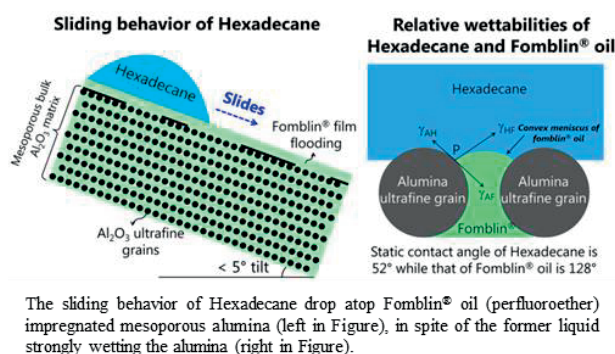 Sliding behavior of Hexadecane
Hexadecane
Slides
Fomblin® film
flooding
Mesoporous bulk
Al₂O₃ matrix
Al₂O₃ ultrafine
grains
< 5° tilt
Relative wettabilities of
Hexadecane and Fomblin® oil
Hexadecane
γAH
P
γHF
Convex meniscus of
fomblin® oil
γAF
Alumina
ultrafine grain
Alumina
ultrafine grain
Fomblin®
Static contact angle of Hexadecane is
52° while that of Fomblin® oil is 128°
The sliding behavior of Hexadecane drop atop Fomblin® oil (perfluoroether)
impregnated mesoporous alumina (left in Figure), in spite of the former liquid
strongly wetting the alumina (right in Figure).